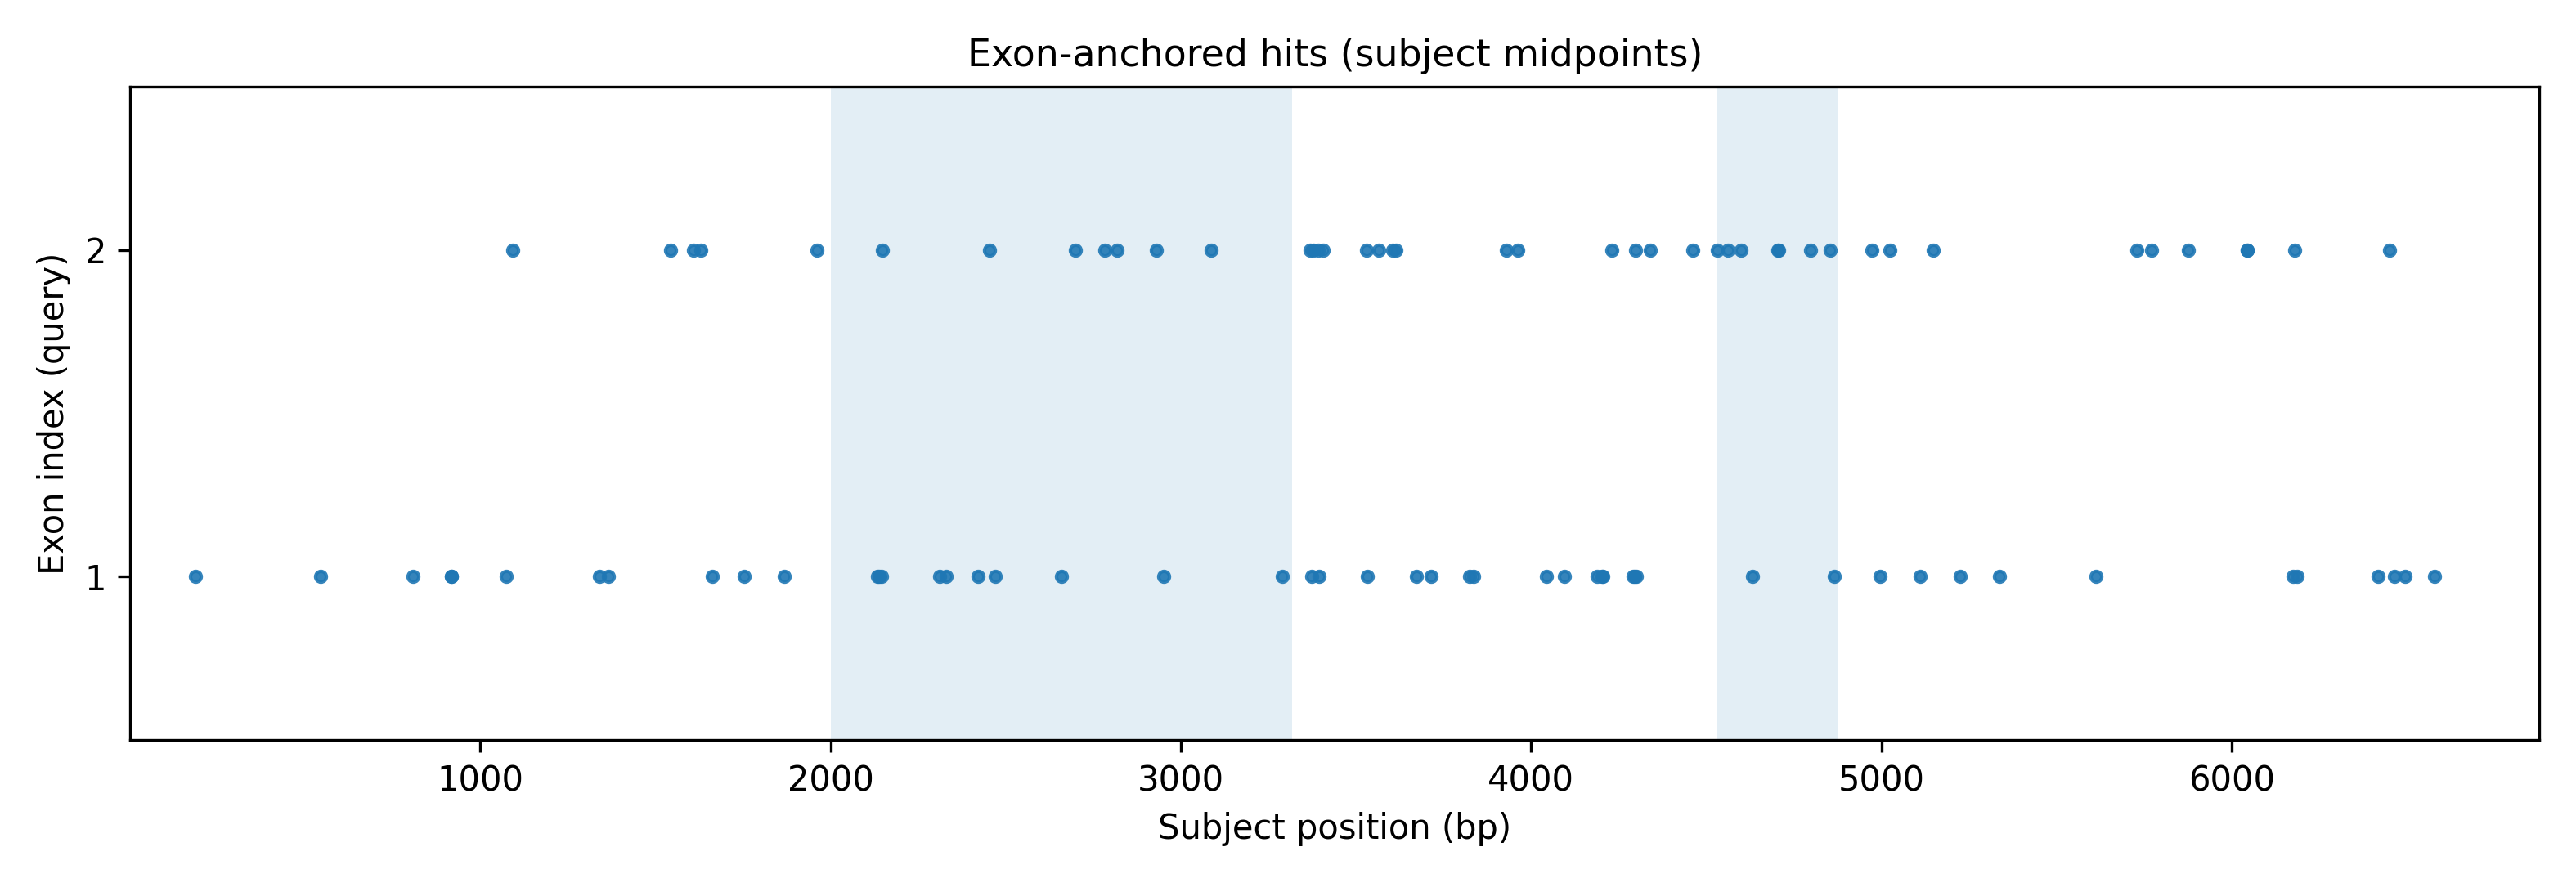 Exon-anchored hits (subject midpoints)
Exon index (query)
2
1
1000 2000 3000 4000 5000 6000
Subject position (bp)